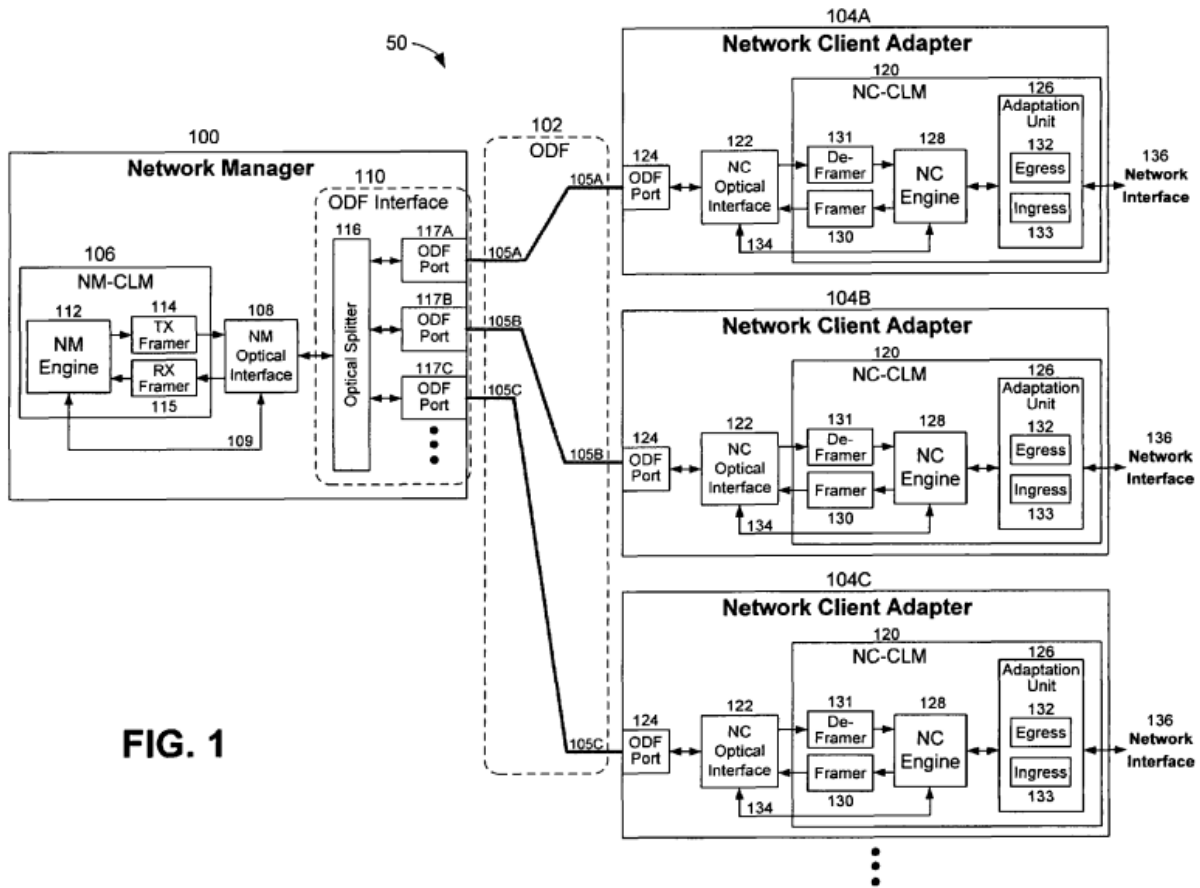 50
100
Network Manager
110
ODF Interface
106
NM-CLM
112
NM
Engine
114
TX
Framer
RX
Framer
115
108
NM
Optical
Interface
109
116
Optical Splitter
117A
ODF
Port
117B
ODF
Port
117C
ODF
Port
102
ODF
105A
105A
105B
105B
105C
105C
104A
Network Client Adapter
120
NC-CLM
124
ODF
Port
122
NC
Optical
Interface
131
De-
Framer
Framer
130
128
NC
Engine
134
126
Adaptation
Unit
132
Egress
Ingress
133
136
Network
Interface
104B
Network Client Adapter
120
NC-CLM
124
ODF
Port
122
NC
Optical
Interface
131
De-
Framer
Framer
130
128
NC
Engine
134
126
Adaptation
Unit
132
Egress
Ingress
133
136
Network
Interface
104C
Network Client Adapter
120
NC-CLM
124
ODF
Port
122
NC
Optical
Interface
131
De-
Framer
Framer
130
128
NC
Engine
134
126
Adaptation
Unit
132
Egress
Ingress
133
136
Network
Interface
FIG. 1